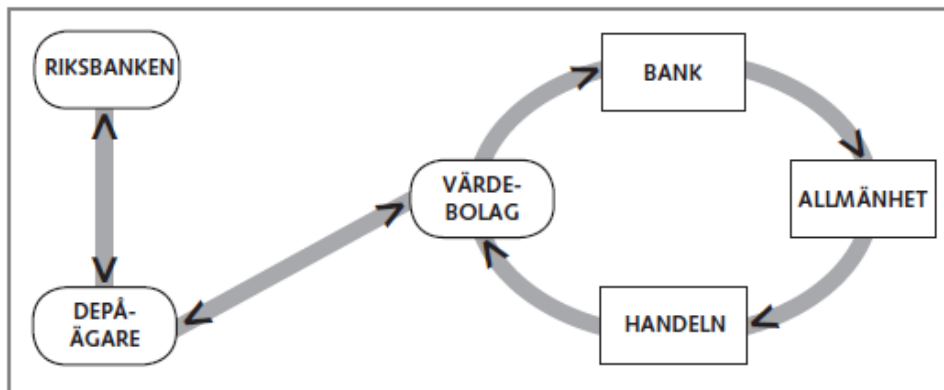 RIKSBANKEN
BANK
VÄRDE-
BOLAG
ALLMÄNHET
DEPÅ-
ÄGARE
HANDELN